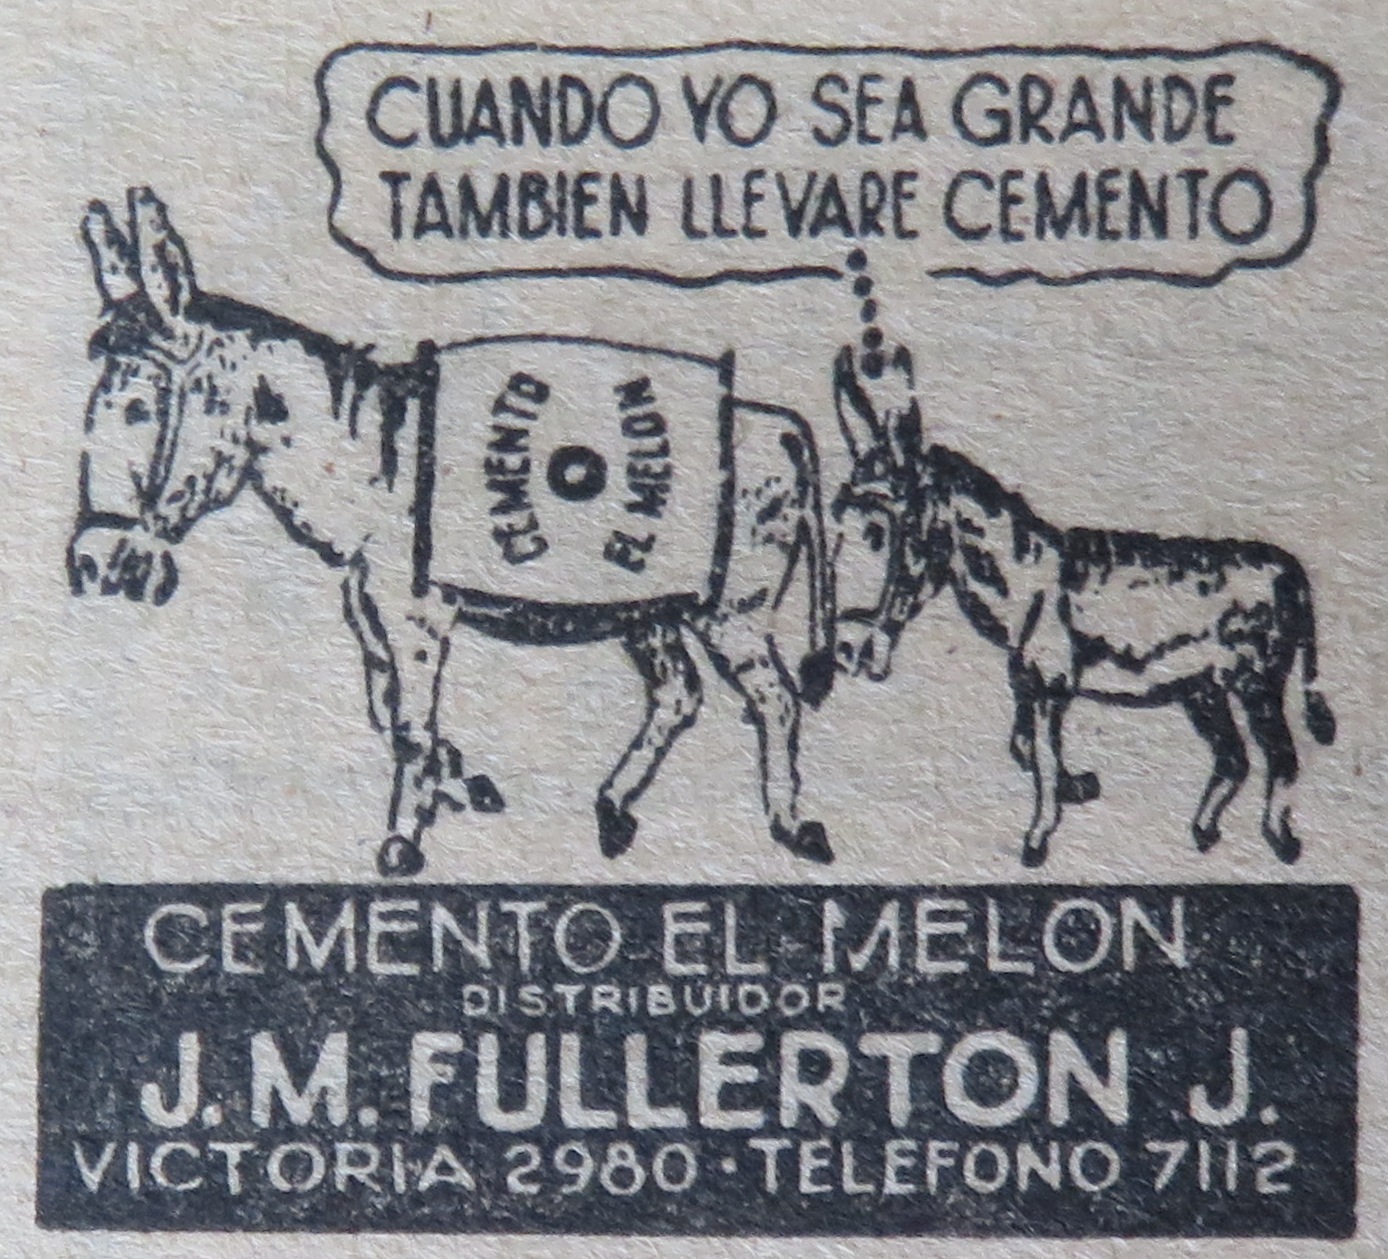 CUANDO YO SEA GRANDE
TAMBIEN LLEVARE CEMENTO
CEMENTO
EL MELON
CEMENTO EL MELON
DISTRIBUIDOR
J. M. FULLERTON J.
VICTORIA 2980 · TELEFONO 7112